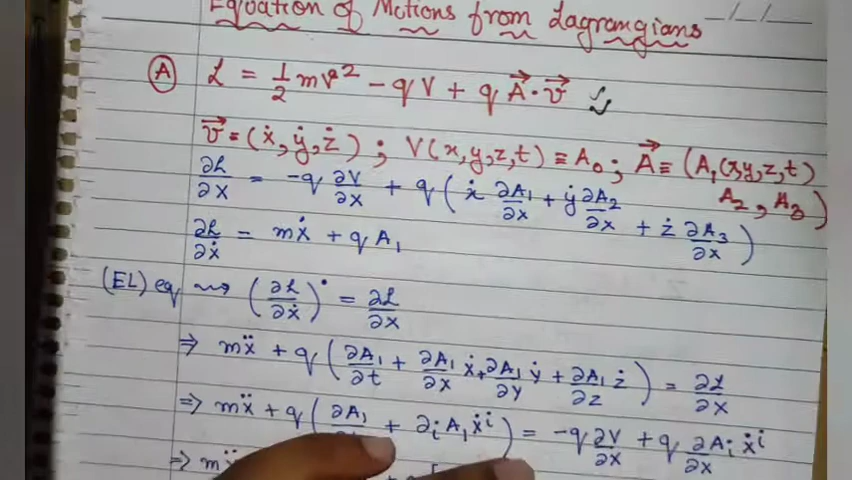 Equation of Motions from Lagrangians _/_/_
Ⓐ ℒ = 1/2 mv² - qV + q A⃗·v⃗
v⃗ = (ẋ, ẏ, ż) ; V(x,y,z,t) ≡ A₀ ; A⃗ ≡ (A₁(x,y,z,t)
A₂, A₃)
∂ℒ/∂x = -q ∂V/∂x + q(ẋ ∂A₁/∂x + ẏ ∂A₂/∂x + ż ∂A₃/∂x)
∂ℒ/∂ẋ = mẋ + qA₁
(EL) eq ⇝ (∂ℒ/∂ẋ)˙ = ∂ℒ/∂x
⇒ mẍ + q(∂A₁/∂t + ∂A₁/∂x ẋ + ∂A₁/∂y ẏ + ∂A₁/∂z ż) = ∂ℒ/∂x
⇒ mẍ + q(∂A₁/∂t + ∂ᵢA₁ẋⁱ) = -q ∂V/∂x + q ∂Aᵢ/∂x ẋⁱ
⇒ mẍ